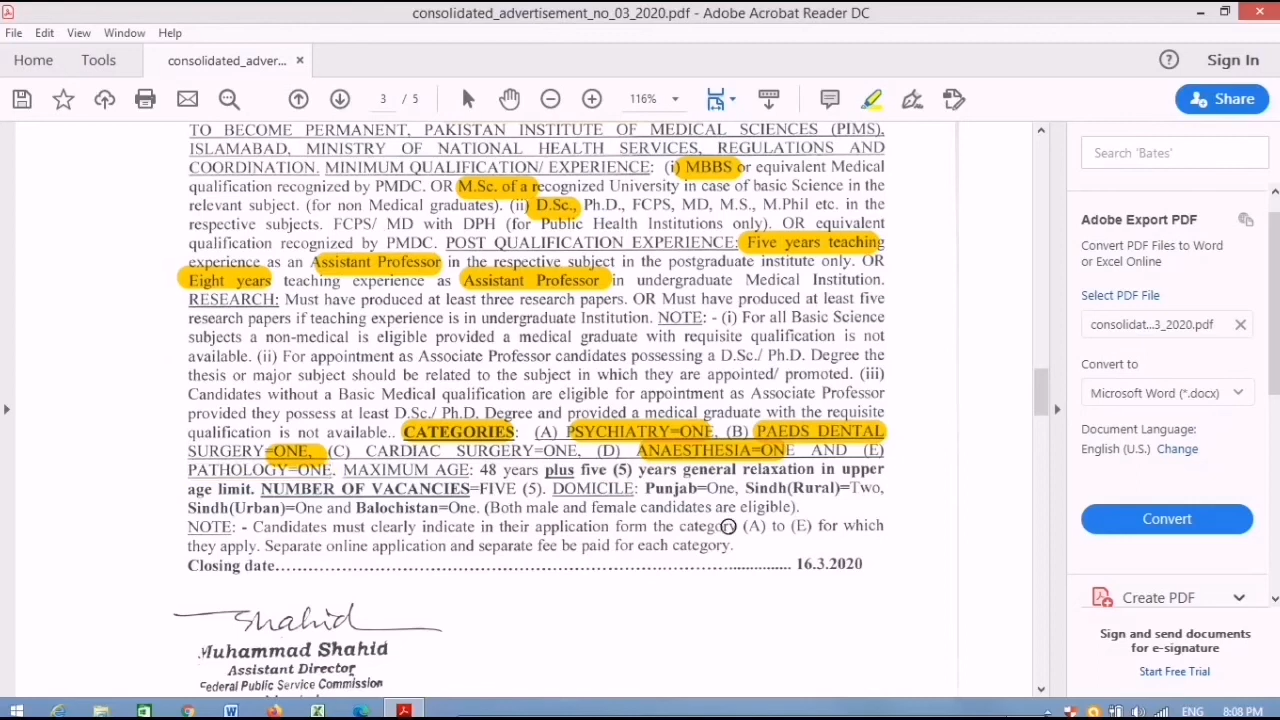 consolidated_advertisement_no_03_2020.pdf - Adobe Acrobat Reader DC
File Edit View Window Help
Home Tools consolidated_adver... × Sign In
3 / 5 116% Share
TO BECOME PERMANENT, PAKISTAN INSTITUTE OF MEDICAL SCIENCES (PIMS),
ISLAMABAD, MINISTRY OF NATIONAL HEALTH SERVICES, REGULATIONS AND
COORDINATION. MINIMUM QUALIFICATION/ EXPERIENCE: (i) MBBS or equivalent Medical
qualification recognized by PMDC. OR M.Sc. of a recognized University in case of basic Science in the
relevant subject. (for non Medical graduates). (ii) D.Sc., Ph.D., FCPS, MD, M.S., M.Phil etc. in the
respective subjects. FCPS/ MD with DPH (for Public Health Institutions only). OR equivalent
qualification recognized by PMDC. POST QUALIFICATION EXPERIENCE: Five years teaching
experience as an Assistant Professor in the respective subject in the postgraduate institute only. OR
Eight years teaching experience as Assistant Professor in undergraduate Medical Institution.
RESEARCH: Must have produced at least three research papers. OR Must have produced at least five
research papers if teaching experience is in undergraduate Institution. NOTE: - (i) For all Basic Science
subjects a non-medical is eligible provided a medical graduate with requisite qualification is not
available. (ii) For appointment as Associate Professor candidates possessing a D.Sc./ Ph.D. Degree the
thesis or major subject should be related to the subject in which they are appointed/ promoted. (iii)
Candidates without a Basic Medical qualification are eligible for appointment as Associate Professor
provided they possess at least D.Sc./ Ph.D. Degree and provided a medical graduate with the requisite
qualification is not available.. CATEGORIES: (A) PSYCHIATRY=ONE, (B) PAEDS DENTAL
SURGERY=ONE, (C) CARDIAC SURGERY=ONE, (D) ANAESTHESIA=ONE AND (E)
PATHOLOGY=ONE. MAXIMUM AGE: 48 years plus five (5) years general relaxation in upper
age limit. NUMBER OF VACANCIES=FIVE (5). DOMICILE: Punjab=One, Sindh(Rural)=Two,
Sindh(Urban)=One and Balochistan=One. (Both male and female candidates are eligible).
NOTE: - Candidates must clearly indicate in their application form the category (A) to (E) for which
they apply. Separate online application and separate fee be paid for each category.
Closing date………………………………………………………............. 16.3.2020
Shahid
Muhammad Shahid
Assistant Director
Federal Public Service Commission
Search 'Bates'
Adobe Export PDF
Convert PDF Files to Word
or Excel Online
Select PDF File
consolidat...3_2020.pdf
Convert to
Microsoft Word (*.docx)
Document Language:
English (U.S.) Change
Convert
Create PDF
Sign and send documents
for e-signature
Start Free Trial
ENG 8:08 PM